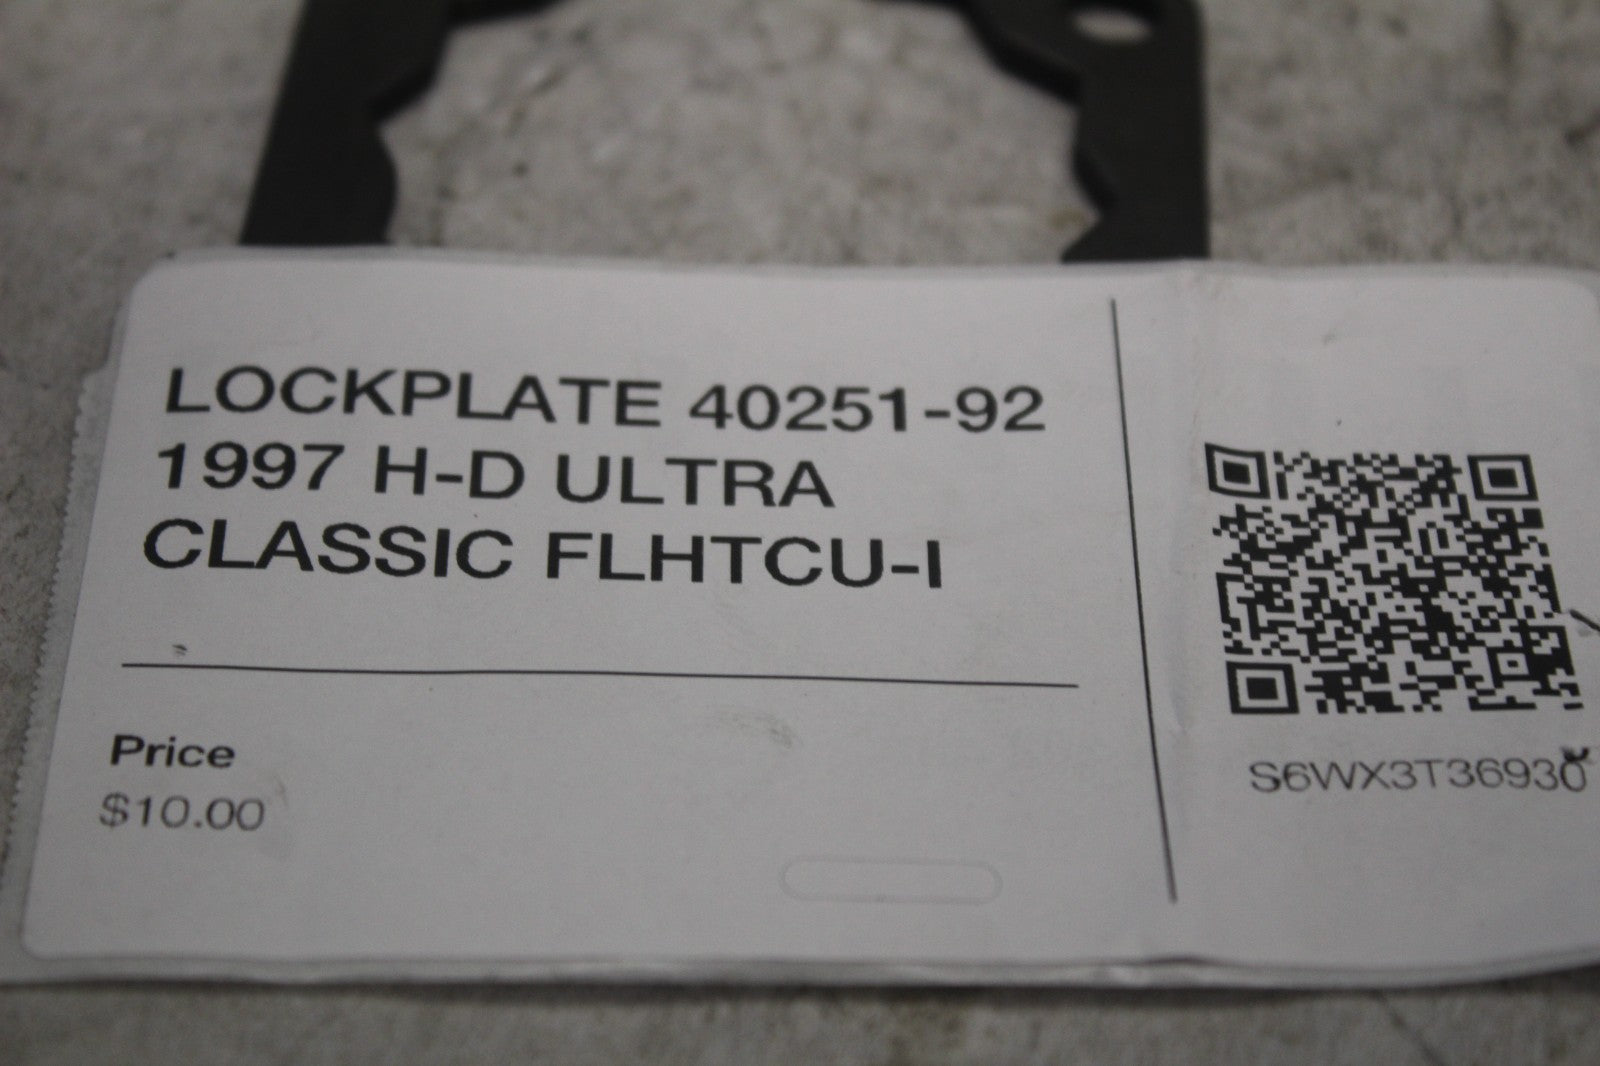 LOCKPLATE 40251-92
1997 H-D ULTRA
CLASSIC FLHTCU-I
Price
$10.00
S6WX3T36930